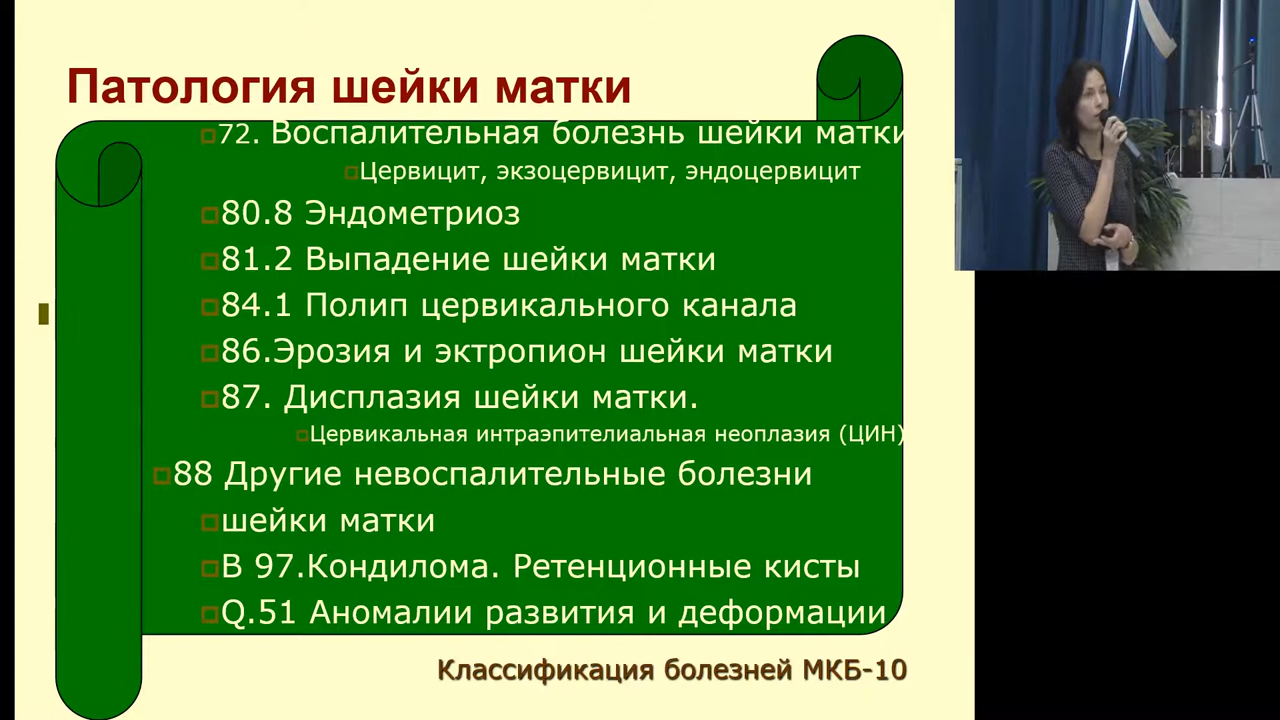 Патология шейки матки
72. Воспалительная болезнь шейки матки
Цервицит, экзоцервицит, эндоцервицит
80.8 Эндометриоз
81.2 Выпадение шейки матки
84.1 Полип цервикального канала
86.Эрозия и эктропион шейки матки
87. Дисплазия шейки матки.
Цервикальная интраэпителиальная неоплазия (ЦИН)
88 Другие невоспалительные болезни
шейки матки
В 97.Кондилома. Ретенционные кисты
Q.51 Аномалии развития и деформации
Классификация болезней МКБ-10